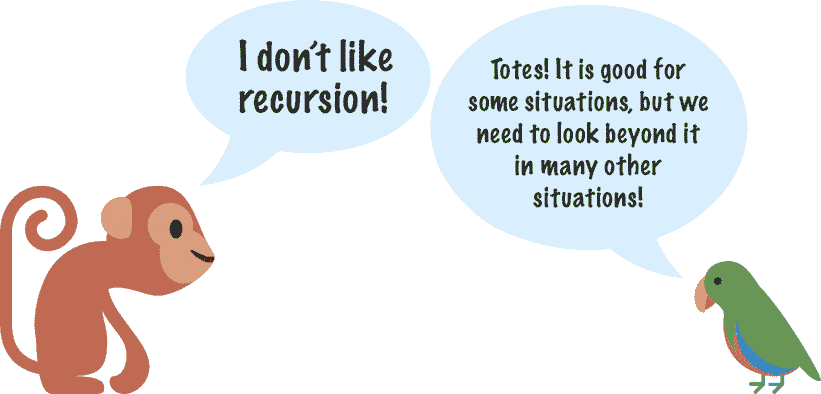 I don't like
recursion!
Totes! It is good for
some situations, but we
need to look beyond it
in many other
situations!